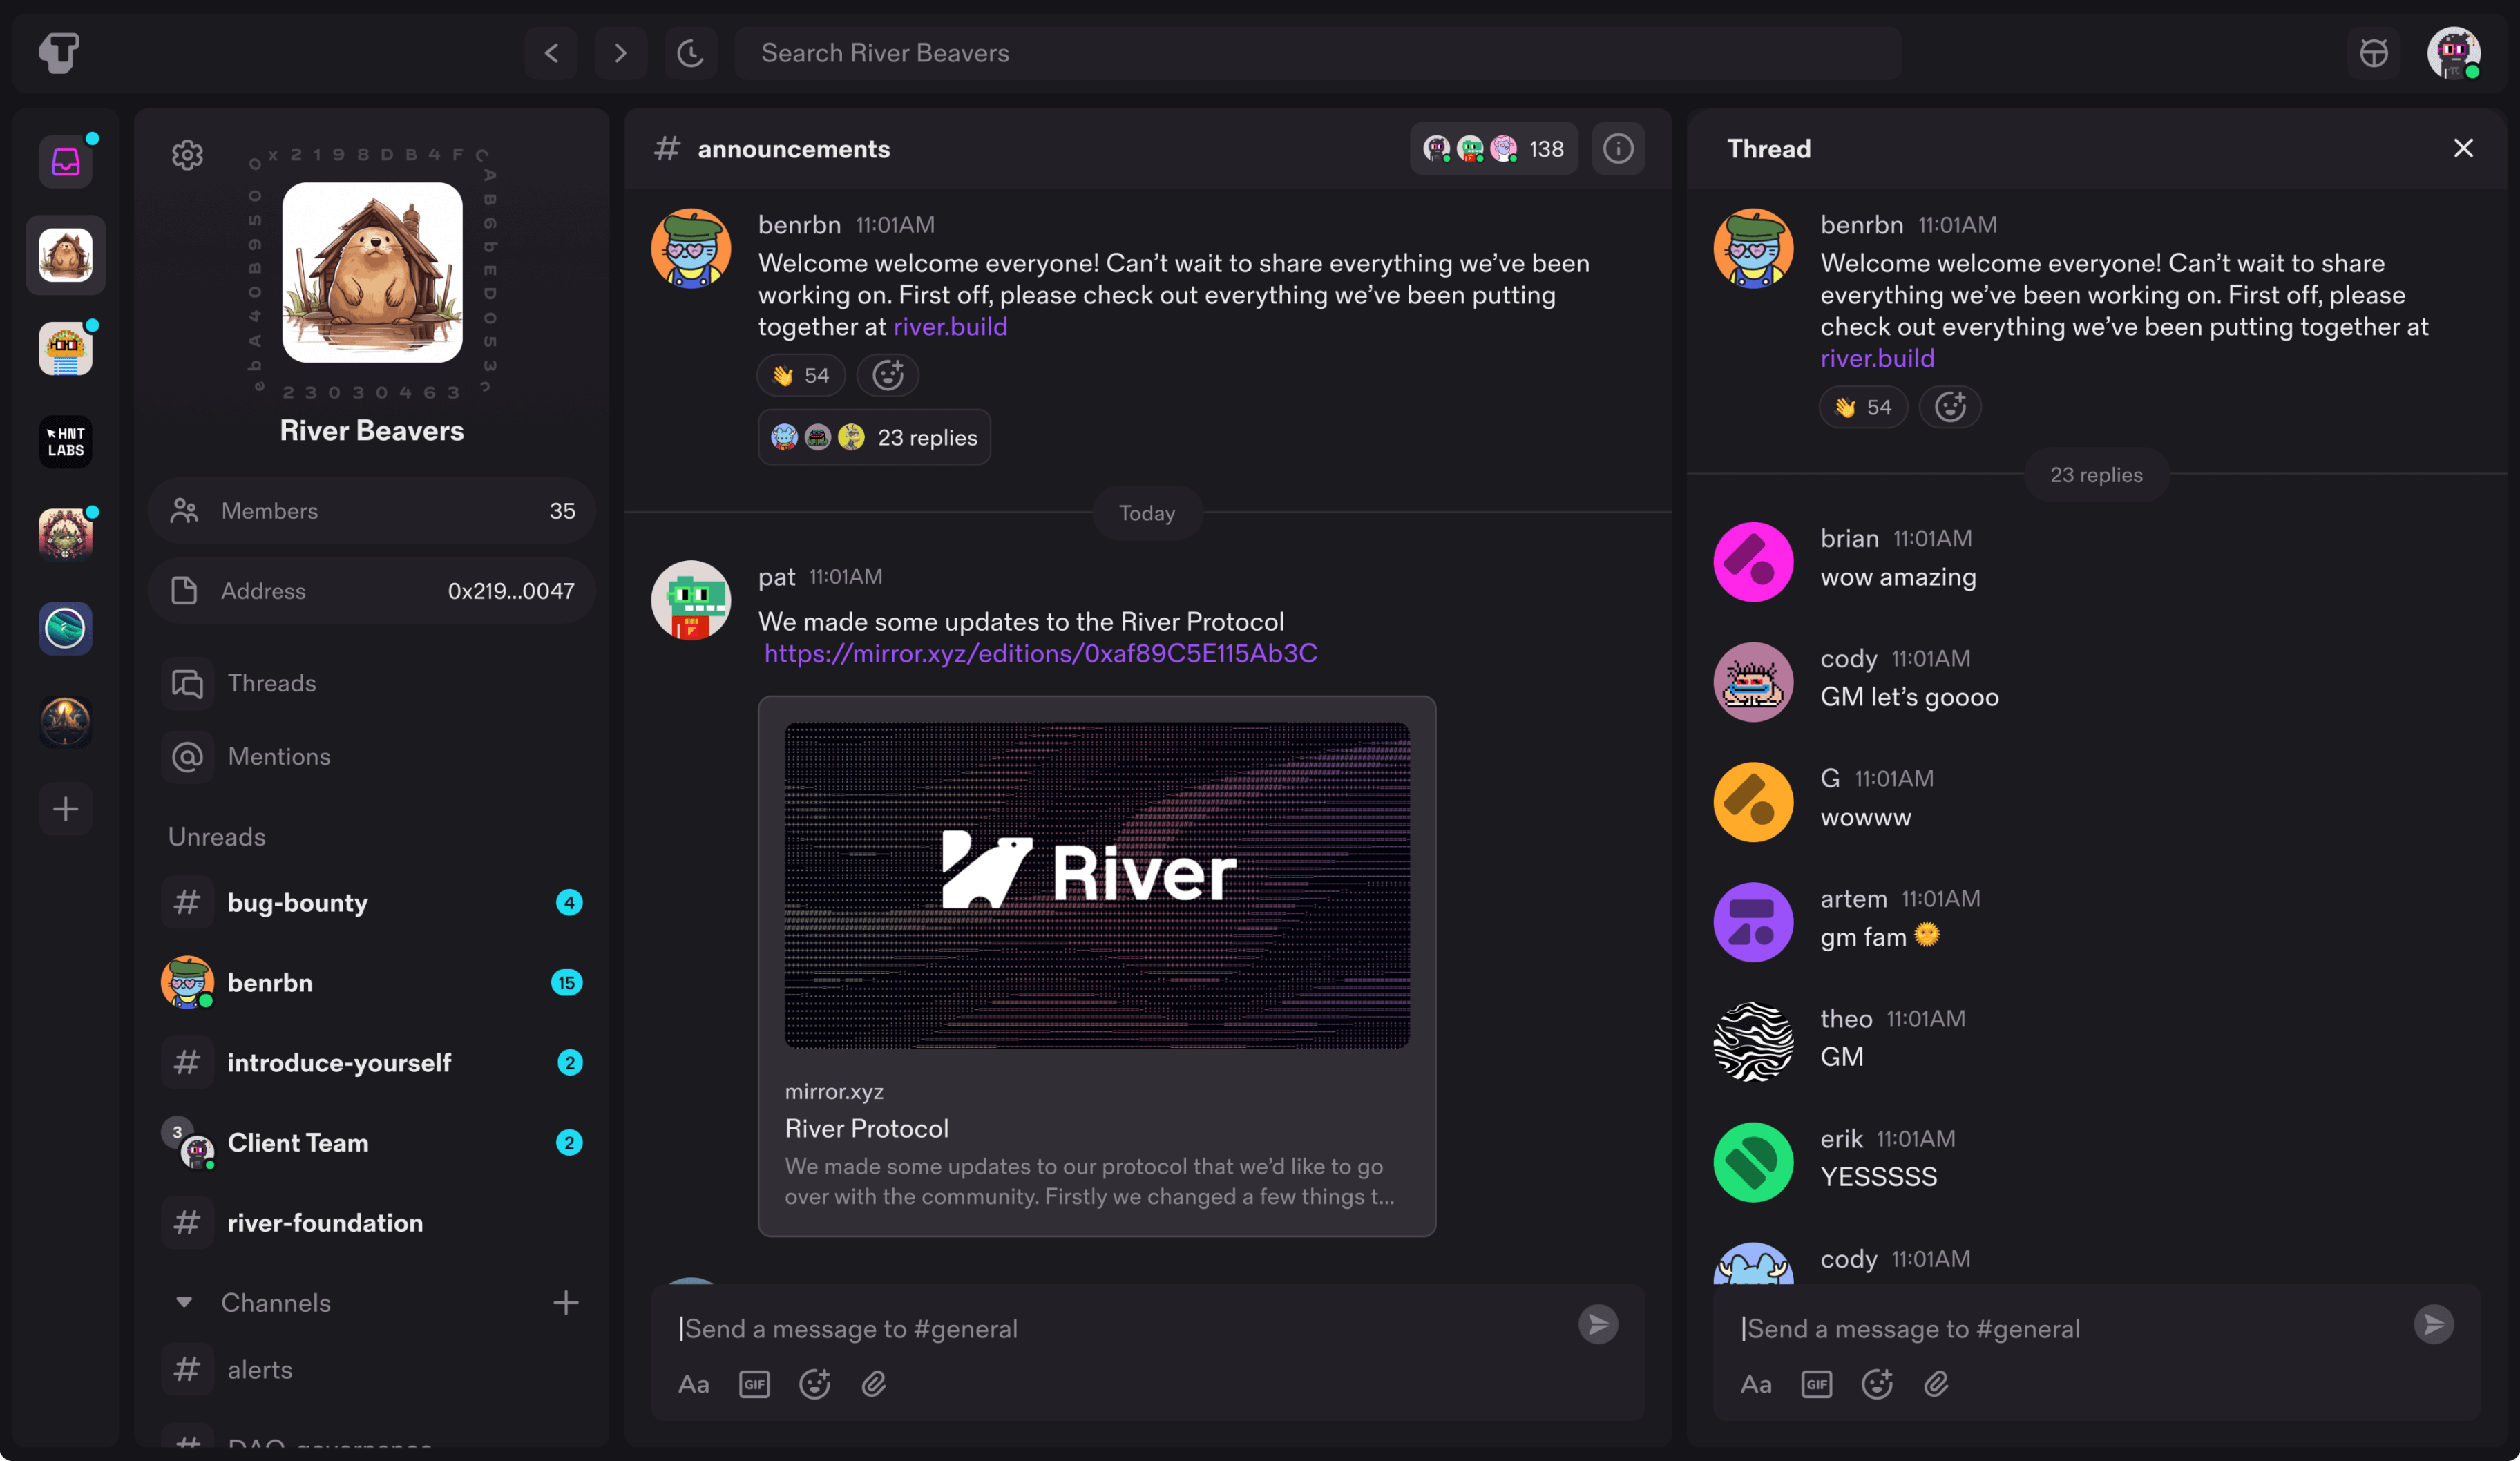 Search River Beavers
HNT
LABS
0x2198DB4FCAB6bED053c23030463ebA40B950
River Beavers
Members 35
Address 0x219...0047
Threads
Mentions
Unreads
bug-bounty 4
benrbn 15
introduce-yourself 2
3 Client Team 2
river-foundation
Channels
alerts
# announcements 138
benrbn 11:01AM
Welcome welcome everyone! Can’t wait to share everything we’ve been
working on. First off, please check out everything we’ve been putting
together at river.build
54
23 replies
Today
pat 11:01AM
We made some updates to the River Protocol
https://mirror.xyz/editions/0xaf89C5E115Ab3C
River
mirror.xyz
River Protocol
We made some updates to our protocol that we’d like to go
over with the community. Firstly we changed a few things t...
Send a message to #general
Aa GIF
Thread
benrbn 11:01AM
Welcome welcome everyone! Can’t wait to share
everything we’ve been working on. First off, please
check out everything we’ve been putting together at
river.build
54
23 replies
brian 11:01AM
wow amazing
cody 11:01AM
GM let’s goooo
G 11:01AM
wowww
artem 11:01AM
gm fam 🌞
theo 11:01AM
GM
erik 11:01AM
YESSSSS
cody 11:01AM
Send a message to #general
Aa GIF